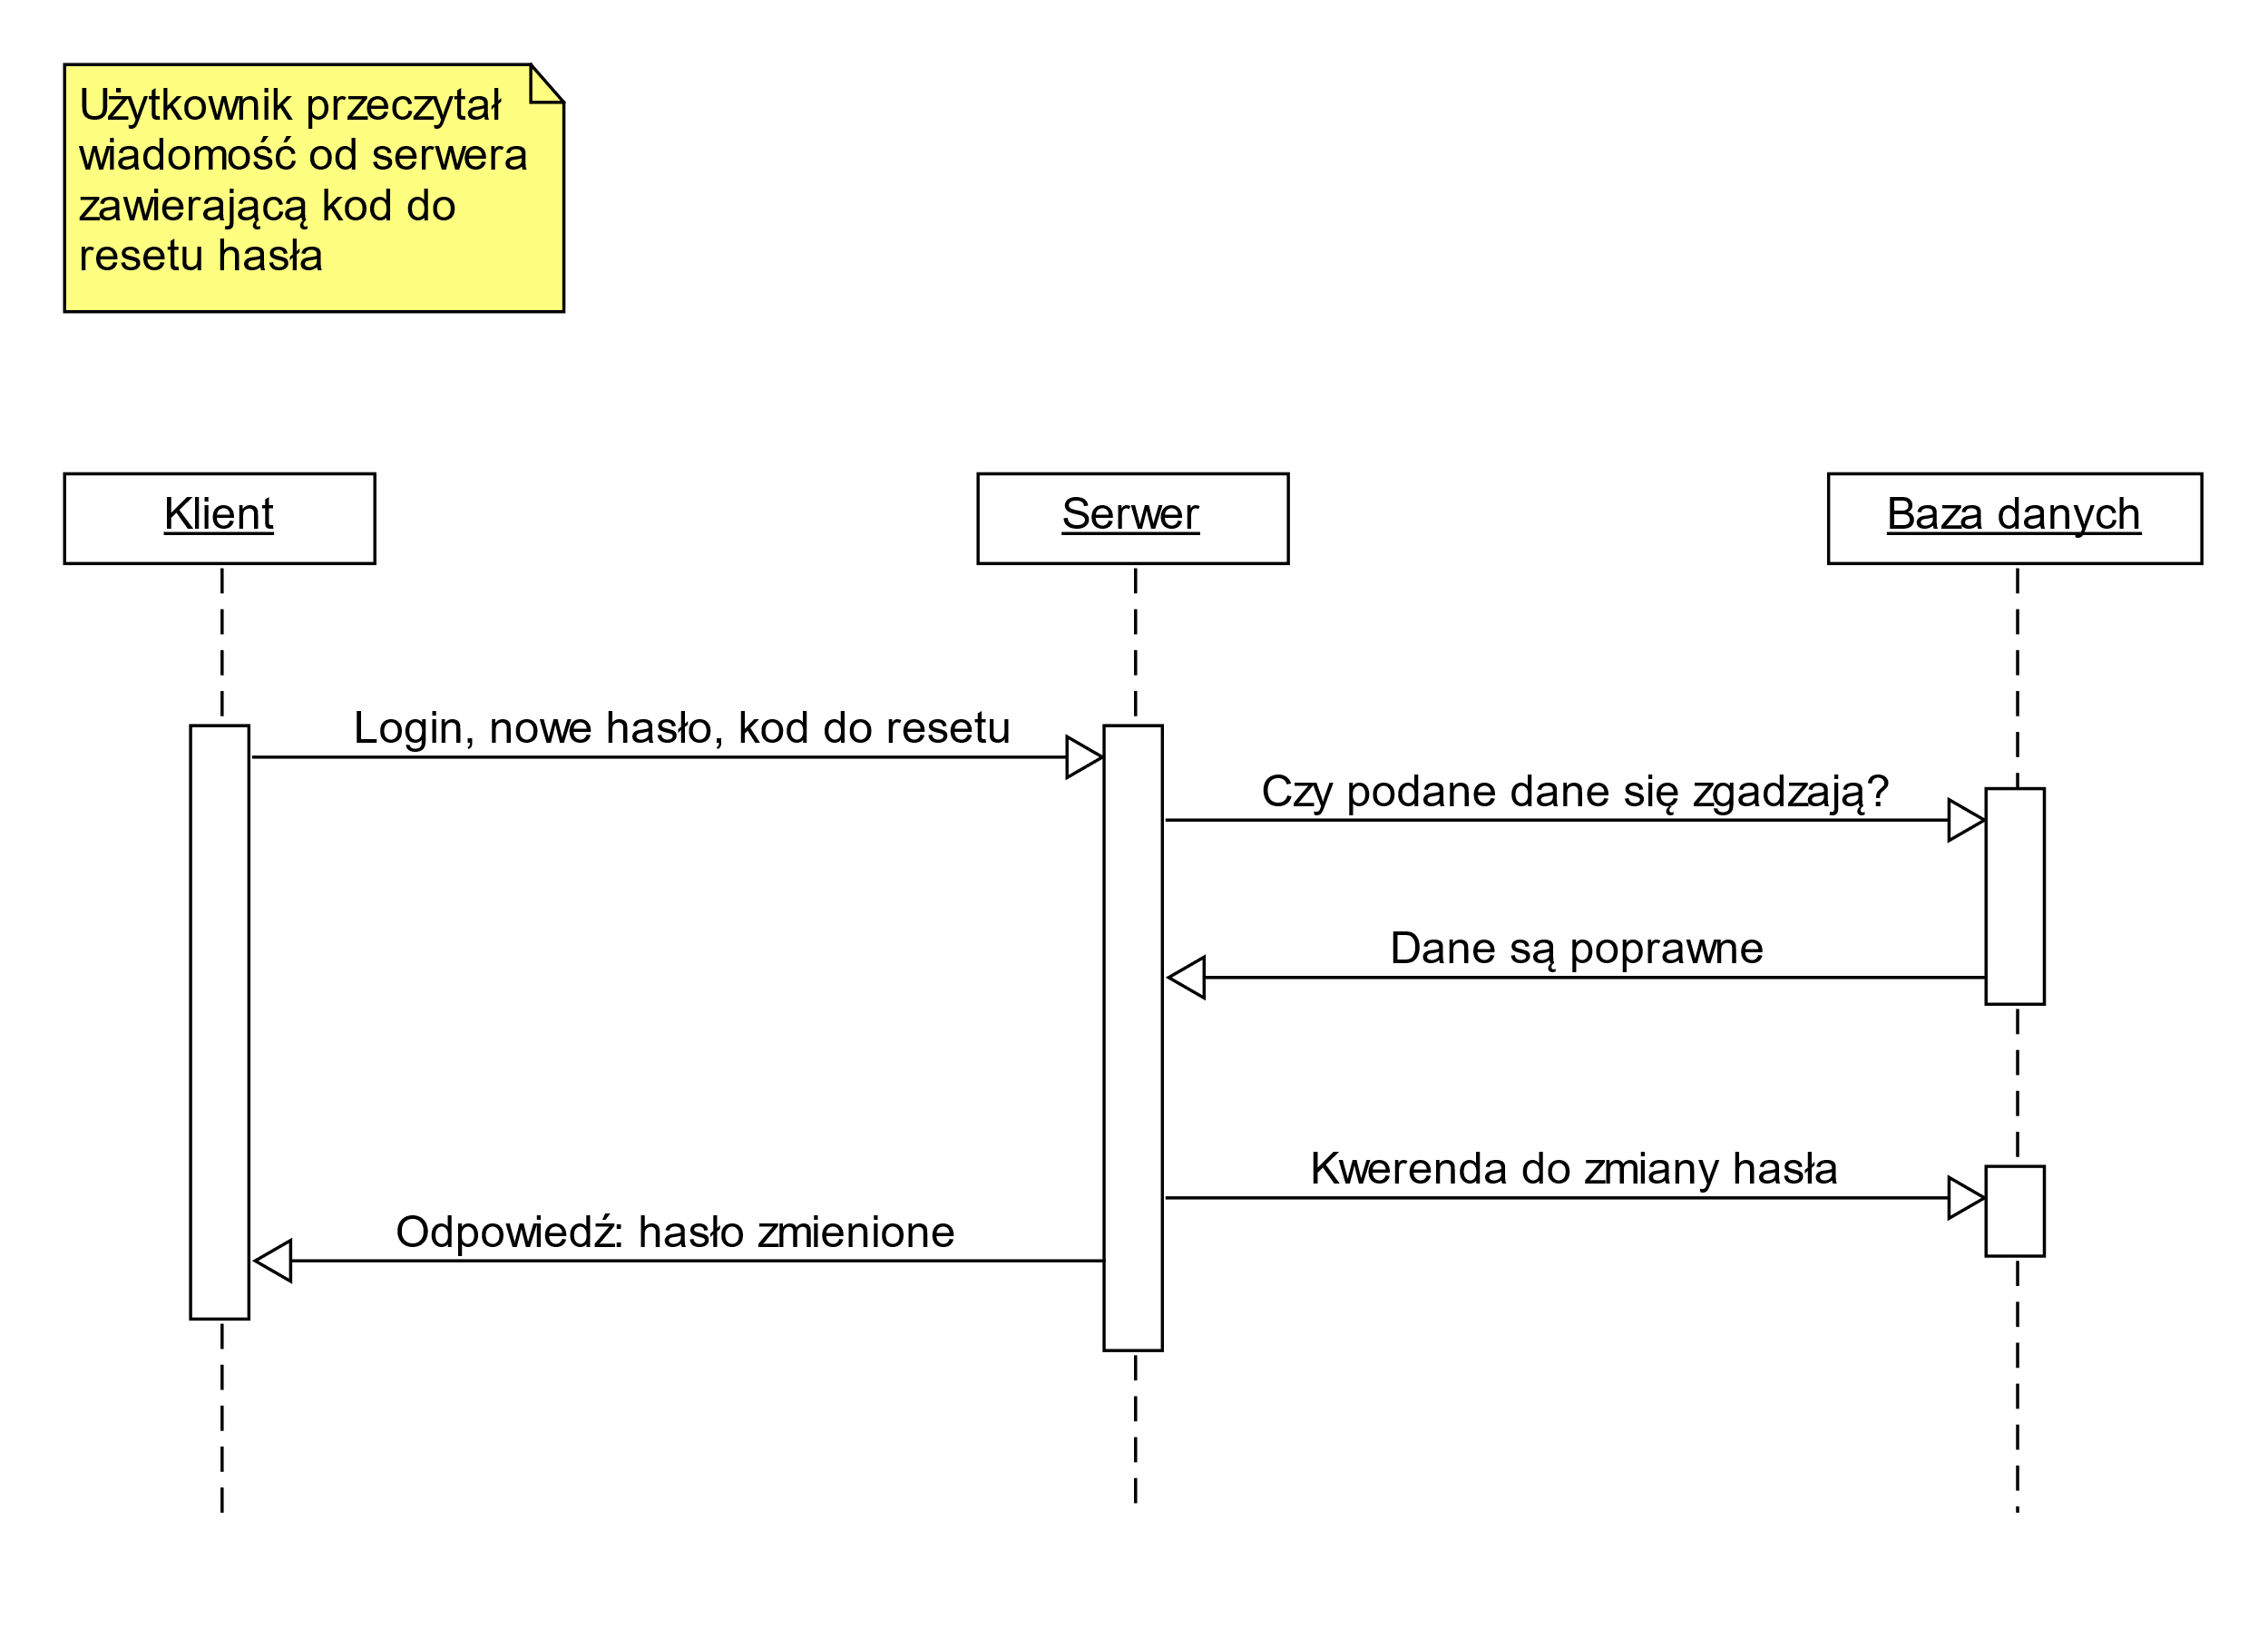 Użytkownik przeczytał
wiadomość od serwera
zawierającą kod do
resetu hasła
Klient
Serwer
Baza danych
Login, nowe hasło, kod do resetu
Czy podane dane się zgadzają?
Dane są poprawne
Kwerenda do zmiany hasła
Odpowiedź: hasło zmienione